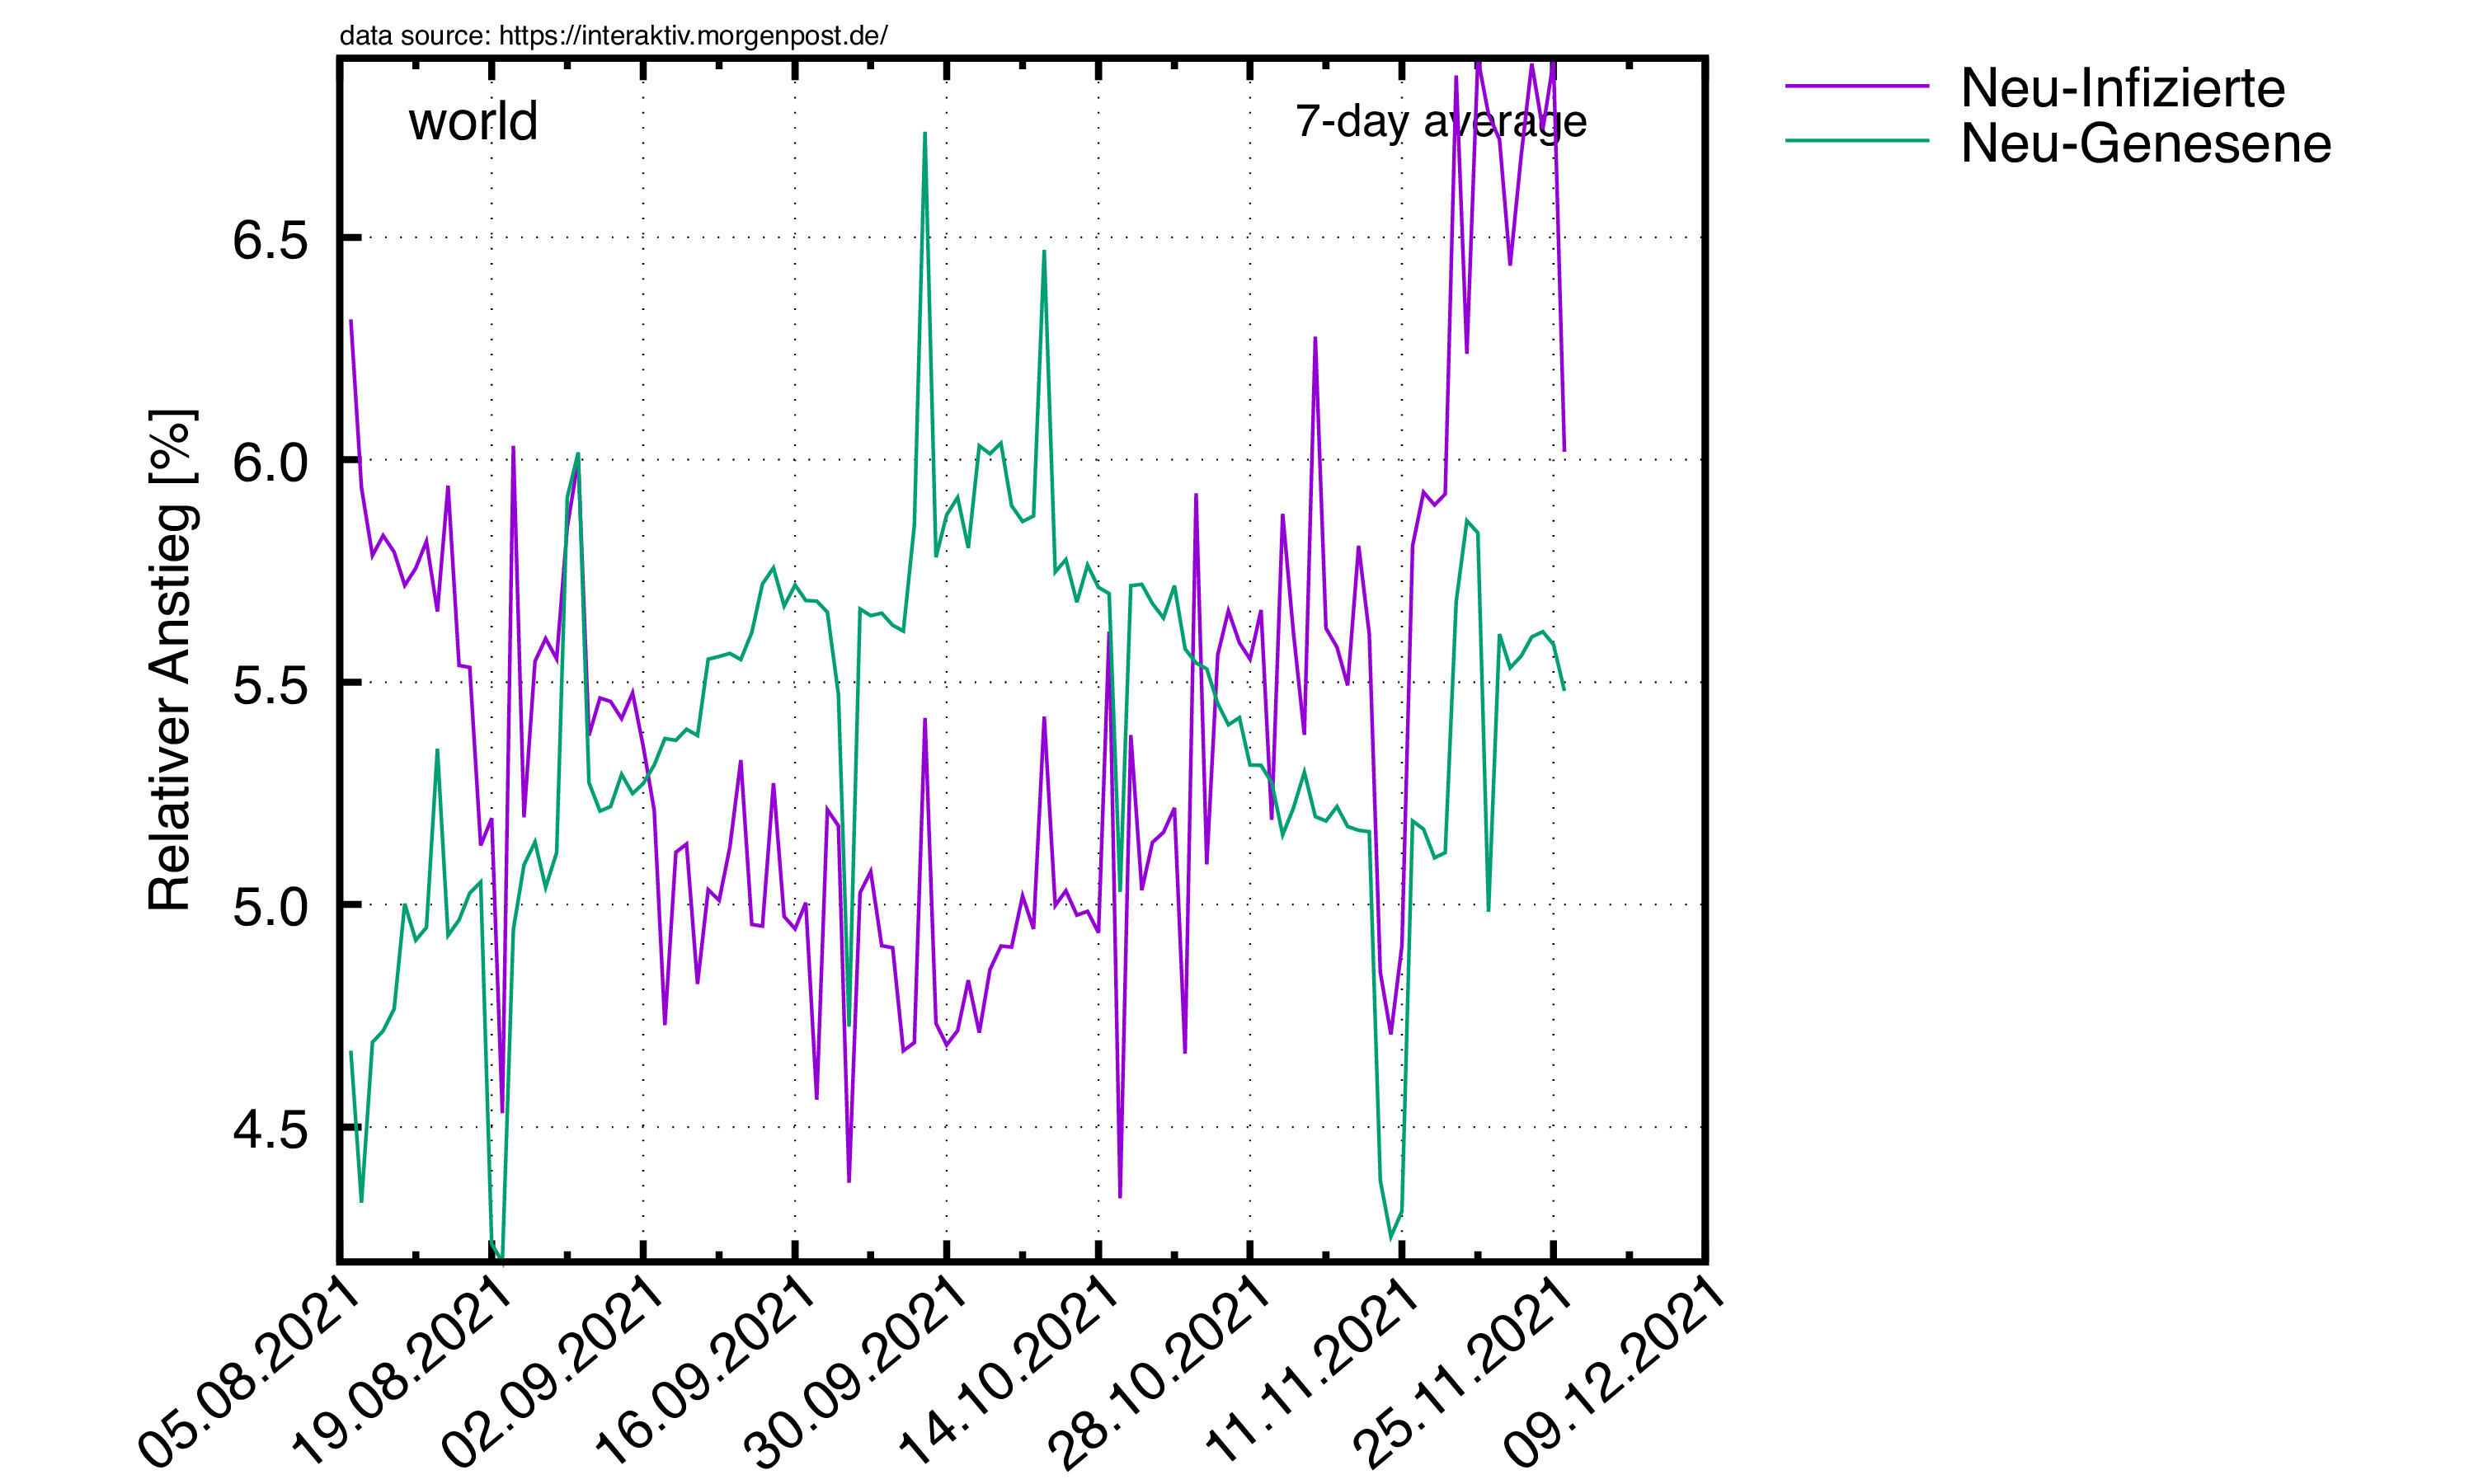 data source: https://interaktiv.morgenpost.de/
world
7-day average
Neu-Infizierte
Neu-Genesene
Relativer Anstieg [%]
6.5
6.0
5.5
5.0
4.5
05.08.2021
19.08.2021
02.09.2021
16.09.2021
30.09.2021
14.10.2021
28.10.2021
11.11.2021
25.11.2021
09.12.2021